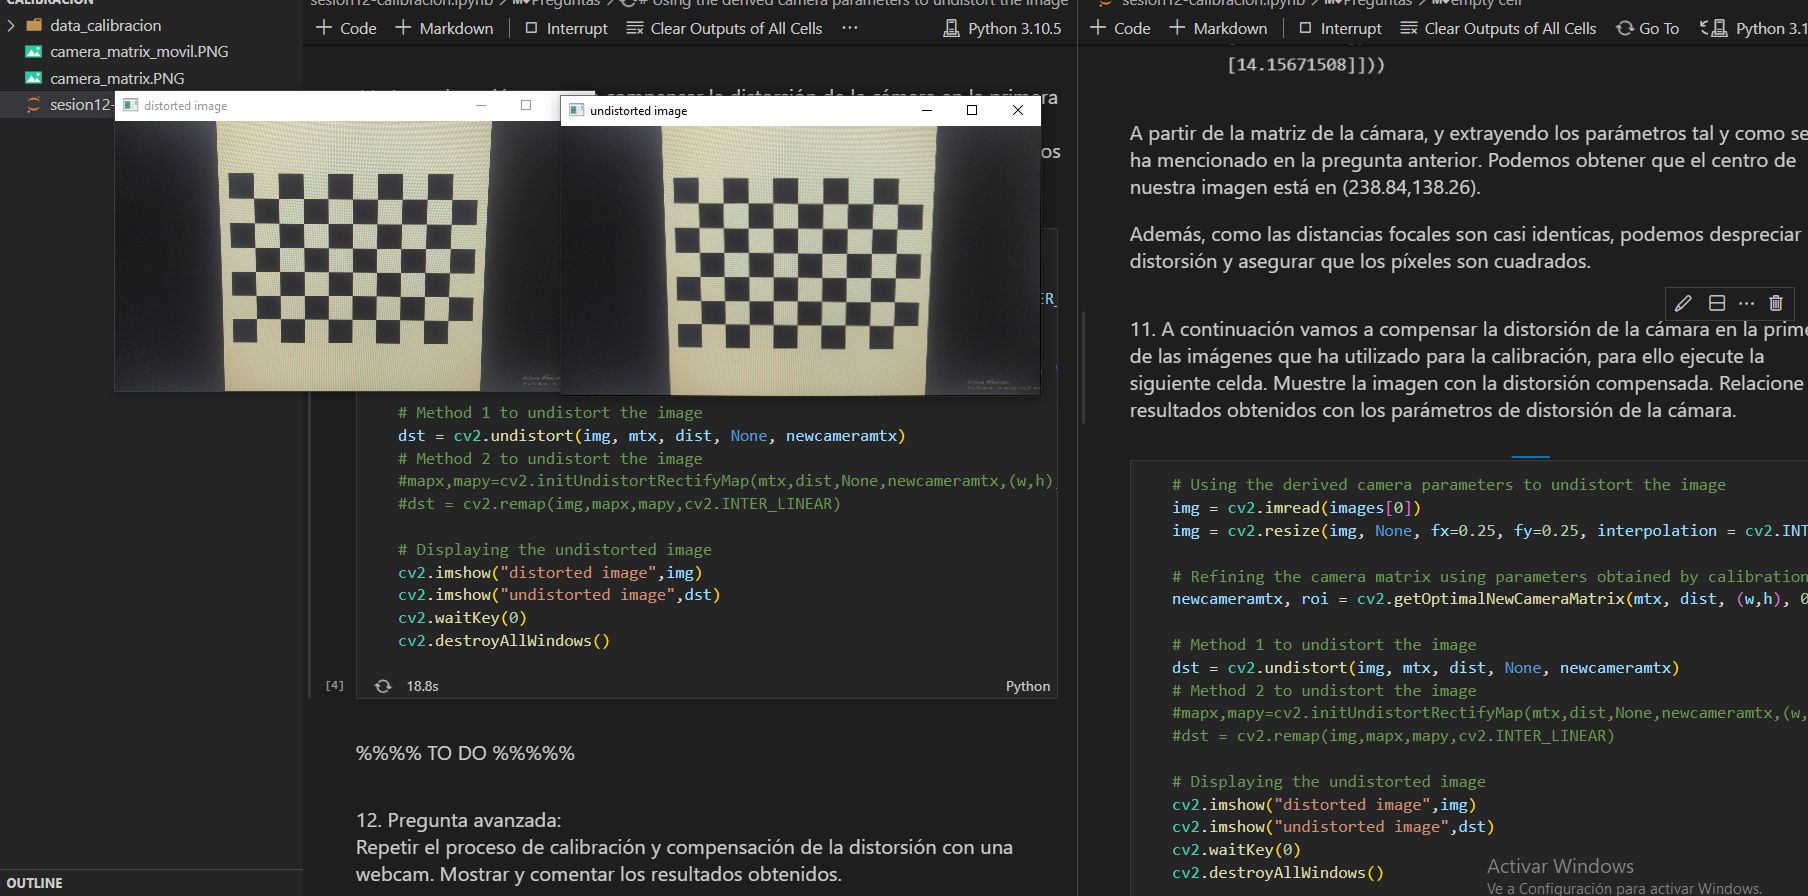 CALIBRACION
data_calibracion
camera_matrix_movil.PNG
camera_matrix.PNG
sesion12-
OUTLINE
sesion12-calibracion.ipynb > M Preguntas > # Using the derived camera parameters to undistort the image
Code Markdown Interrupt Clear Outputs of All Cells ··· Python 3.10.5
compensar la distorsión de la cámara en la primera
os
distorted image
undistorted image
ER_
# Method 1 to undistort the image
dst = cv2.undistort(img, mtx, dist, None, newcameramtx)
# Method 2 to undistort the image
#mapx,mapy=cv2.initUndistortRectifyMap(mtx,dist,None,newcameramtx,(w,h),
#dst = cv2.remap(img,mapx,mapy,cv2.INTER_LINEAR)
# Displaying the undistorted image
cv2.imshow("distorted image",img)
cv2.imshow("undistorted image",dst)
cv2.waitKey(0)
cv2.destroyAllWindows()
[4] 18.8s Python
%%%% TO DO %%%%%
12. Pregunta avanzada:
Repetir el proceso de calibración y compensación de la distorsión con una
webcam. Mostrar y comentar los resultados obtenidos.
sesion12-calibracion.ipynb > M Preguntas > M empty cell
Code Markdown Interrupt Clear Outputs of All Cells Go To Python 3.1
[14.15671508]]))
A partir de la matriz de la cámara, y extrayendo los parámetros tal y como se
ha mencionado en la pregunta anterior. Podemos obtener que el centro de
nuestra imagen está en (238.84,138.26).
Además, como las distancias focales son casi identicas, podemos despreciar
distorsión y asegurar que los píxeles son cuadrados.
11. A continuación vamos a compensar la distorsión de la cámara en la prime
de las imágenes que ha utilizado para la calibración, para ello ejecute la
siguiente celda. Muestre la imagen con la distorsión compensada. Relacione
resultados obtenidos con los parámetros de distorsión de la cámara.
# Using the derived camera parameters to undistort the image
img = cv2.imread(images[0])
img = cv2.resize(img, None, fx=0.25, fy=0.25, interpolation = cv2.INT
# Refining the camera matrix using parameters obtained by calibration
newcameramtx, roi = cv2.getOptimalNewCameraMatrix(mtx, dist, (w,h), 0
# Method 1 to undistort the image
dst = cv2.undistort(img, mtx, dist, None, newcameramtx)
# Method 2 to undistort the image
#mapx,mapy=cv2.initUndistortRectifyMap(mtx,dist,None,newcameramtx,(w,
#dst = cv2.remap(img,mapx,mapy,cv2.INTER_LINEAR)
# Displaying the undistorted image
cv2.imshow("distorted image",img)
cv2.imshow("undistorted image",dst)
cv2.waitKey(0)
cv2.destroyAllWindows()
Activar Windows
Ve a Configuración para activar Windows.